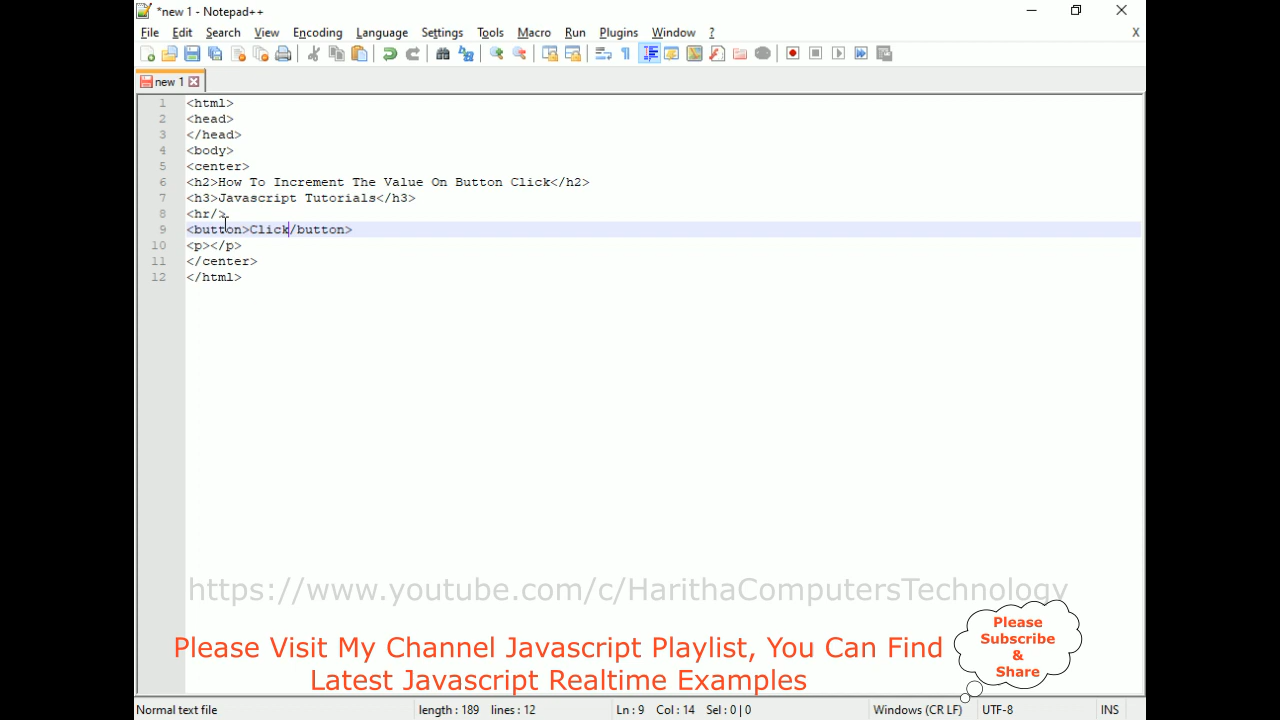 *new 1 - Notepad++
File Edit Search View Encoding Language Settings Tools Macro Run Plugins Window ? X
new 1
1 <html>
2 <head>
3 </head>
4 <body>
5 <center>
6 <h2>How To Increment The Value On Button Click</h2>
7 <h3>Javascript Tutorials</h3>
8 <hr/>
9 <button>Click/button>
10 <p></p>
11 </center>
12 </html>
https://www.youtube.com/c/HarithaComputersTechnology
Please Visit My Channel Javascript Playlist, You Can Find
Latest Javascript Realtime Examples
Please
Subscribe
&
Share
Normal text file length : 189 lines : 12 Ln : 9 Col : 14 Sel : 0 | 0 Windows (CR LF) UTF-8 INS